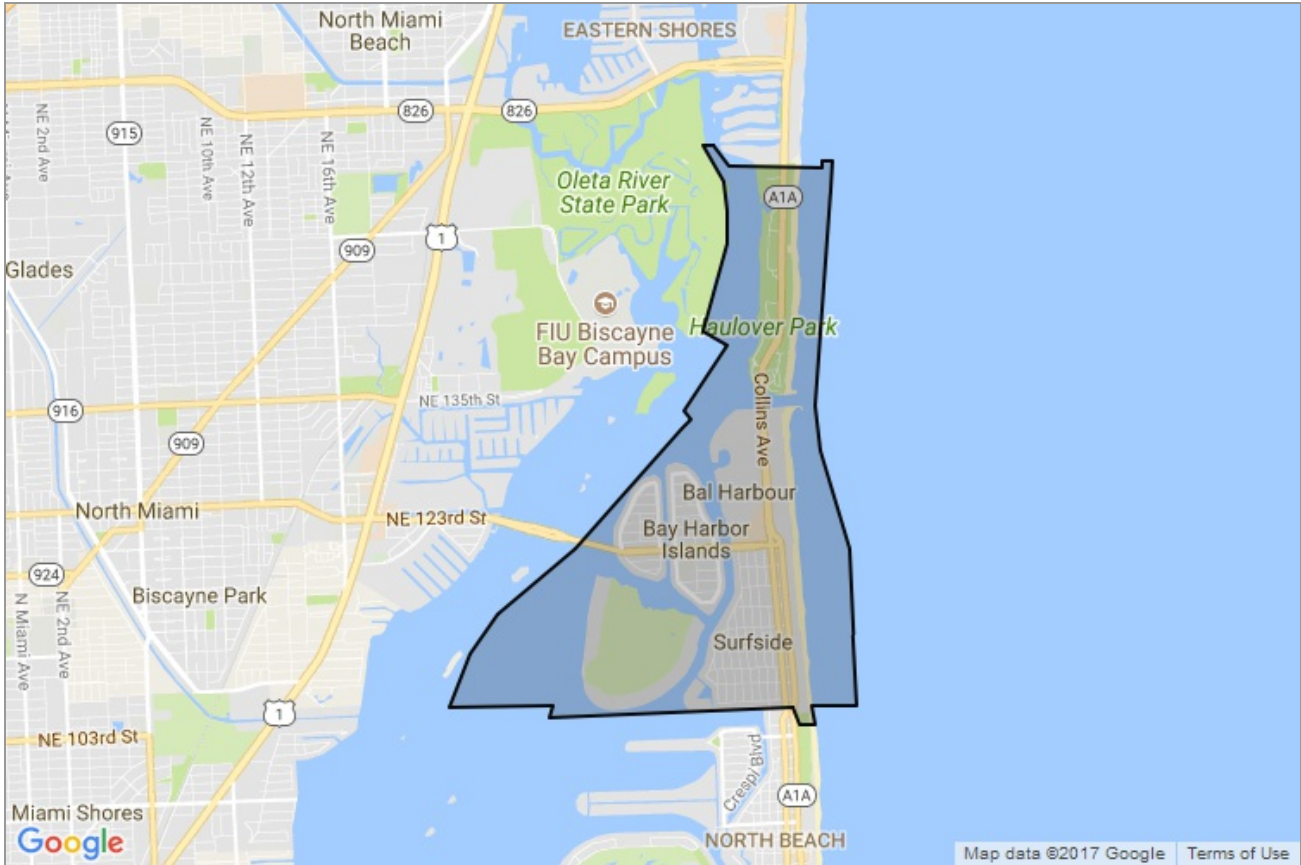 North Miami
Beach
EASTERN SHORES
826
826
915
NE 2nd Ave
NE 10th Ave
NE 12th Ave
NE 16th Ave
Oleta River
State Park
A1A
1
909
Glades
FIU Biscayne
Bay Campus
Haulover Park
Collins Ave
NE 135th St
916
909
North Miami
NE 123rd St
Bal Harbour
Bay Harbor
Islands
924
Biscayne Park
N Miami Ave
NE 2nd Ave
Surfside
1
NE 103rd St
Crespi Blvd
A1A
Miami Shores
NORTH BEACH
Google
Map data ©2017 Google
Terms of Use